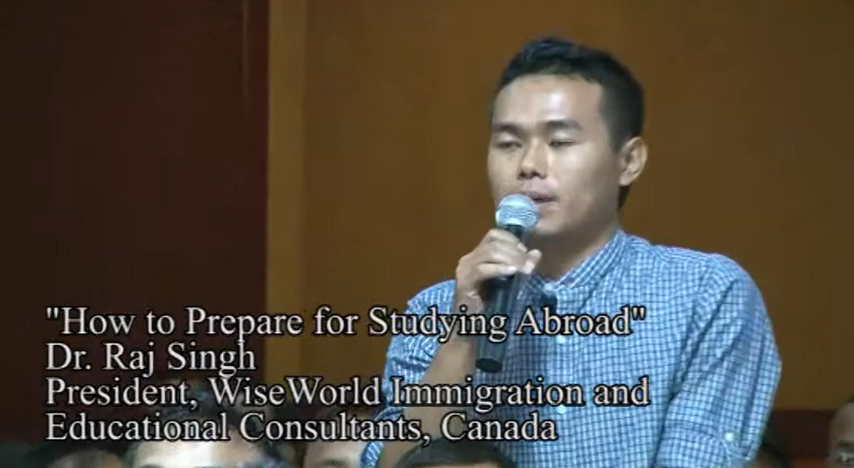 "How to Prepare for Studying Abroad"
Dr. Raj Singh
President, WiseWorld Immigration and
Educational Consultants, Canada